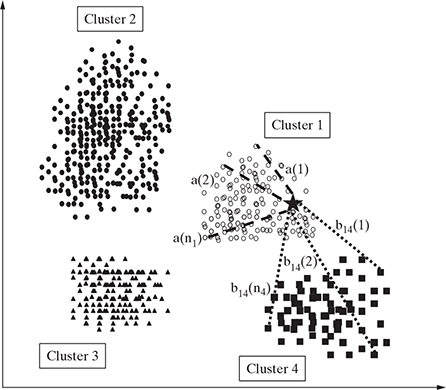 Cluster 2
Cluster 1
a(1)
a(2)
b₁₄(1)
a(n₁)
b₁₄(2)
b₁₄(n₄)
Cluster 3
Cluster 4